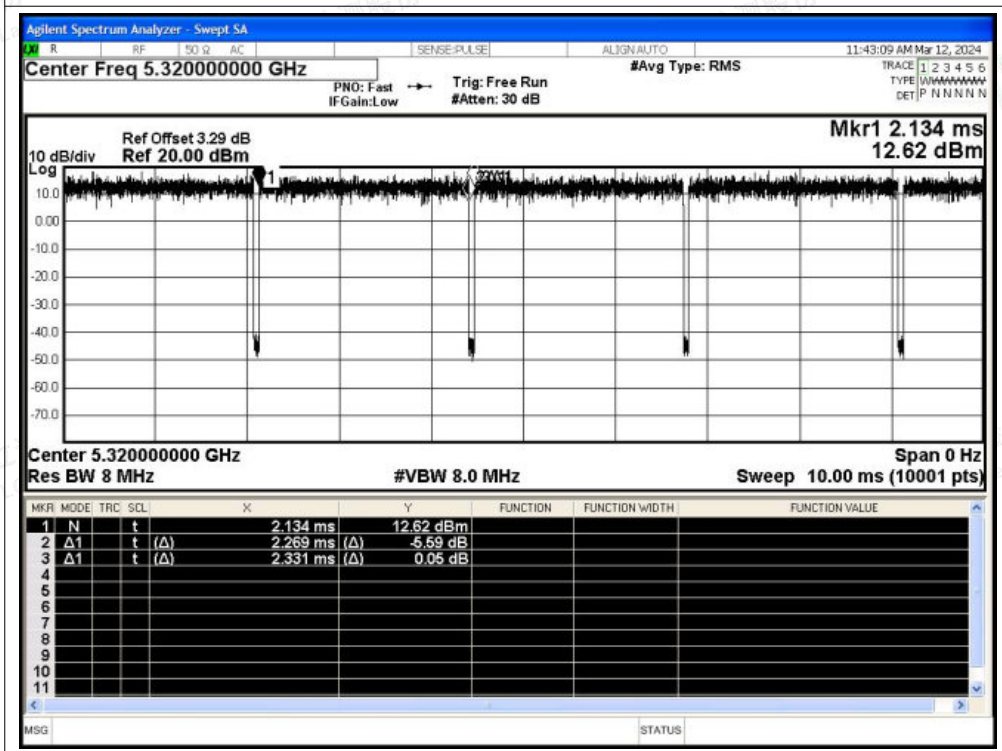 Agilent Spectrum Analyzer - Swept SA
R RF 50 Ω AC SENSE:PULSE ALIGN AUTO 11:43:09 AM Mar 12, 2024
Center Freq 5.320000000 GHz #Avg Type: RMS TRACE 1 2 3 4 5 6
PNO: Fast Trig: Free Run TYPE
IFGain:Low #Atten: 30 dB DET P N N N N N
Mkr1 2.134 ms
Ref Offset 3.29 dB
10 dB/div Ref 20.00 dBm 12.62 dBm
Log
1
10.0
0.00
-10.0
-20.0
-30.0
-40.0
-50.0
-60.0
-70.0
Center 5.320000000 GHz Span 0 Hz
Res BW 8 MHz #VBW 8.0 MHz Sweep 10.00 ms (10001 pts)
MKR MODE TRC SCL X Y FUNCTION FUNCTION WIDTH FUNCTION VALUE
1 N t 2.134 ms 12.62 dBm
2 Δ1 t (Δ) 2.269 ms (Δ) -5.59 dB
3 Δ1 t (Δ) 2.331 ms (Δ) 0.05 dB
4
5
6
7
8
9
10
11
MSG STATUS